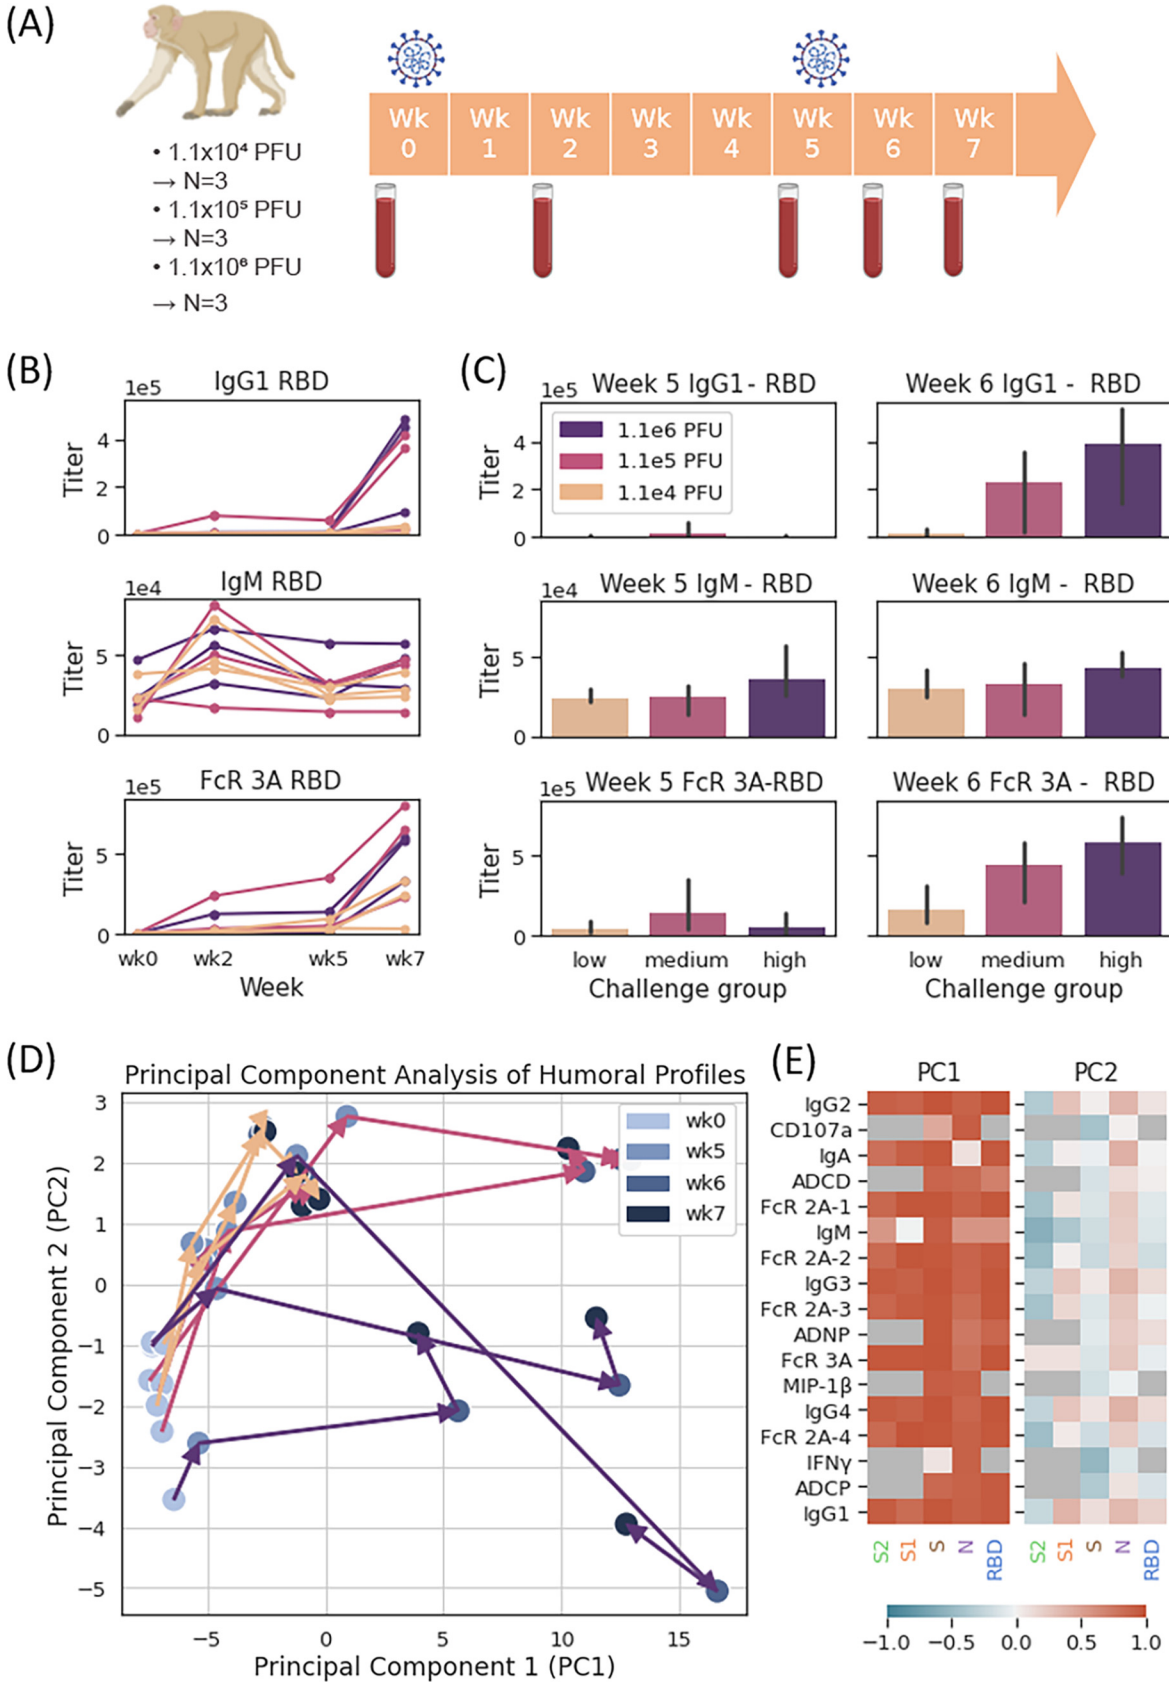 (A)
Wk Wk Wk Wk Wk Wk Wk Wk
0 1 2 3 4 5 6 7
• 1.1x10⁴ PFU
→ N=3
• 1.1x10⁵ PFU
→ N=3
• 1.1x10⁶ PFU
→ N=3
(B)
1e5 IgG1 RBD
Titer
4
2
0
1e4 IgM RBD
Titer
5
0
1e5 FcR 3A RBD
Titer
5
0
wk0 wk2 wk5 wk7
Week
(C)
1e5 Week 5 IgG1- RBD
Titer
4
2
0
1.1e6 PFU
1.1e5 PFU
1.1e4 PFU
Week 6 IgG1 - RBD
1e4 Week 5 IgM - RBD
Titer
5
0
Week 6 IgM - RBD
1e5 Week 5 FcR 3A-RBD
Titer
5
0
low medium high
Challenge group
Week 6 FcR 3A - RBD
low medium high
Challenge group
(D)
Principal Component Analysis of Humoral Profiles
Principal Component 2 (PC2)
3
2
1
0
−1
−2
−3
−4
−5
wk0
wk5
wk6
wk7
−5 0 5 10 15
Principal Component 1 (PC1)
(E)
PC1 PC2
IgG2
CD107a
IgA
ADCD
FcR 2A-1
IgM
FcR 2A-2
IgG3
FcR 2A-3
ADNP
FcR 3A
MIP-1β
IgG4
FcR 2A-4
IFNγ
ADCP
IgG1
S2 S1 S N RBD S2 S1 S N RBD
−1.0 −0.5 0.0 0.5 1.0